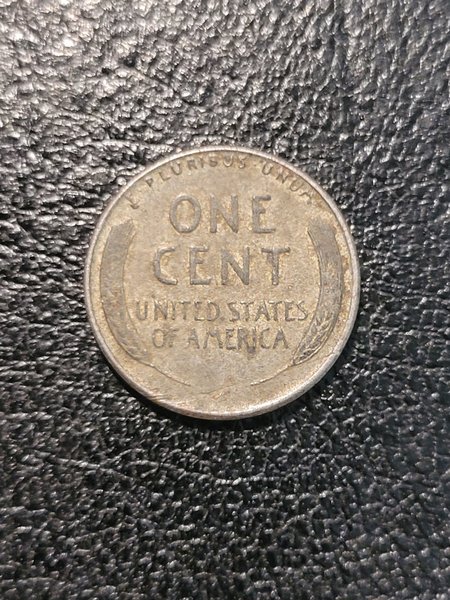 E PLURIBUS UNUM
ONE
CENT
UNITED STATES
OF AMERICA